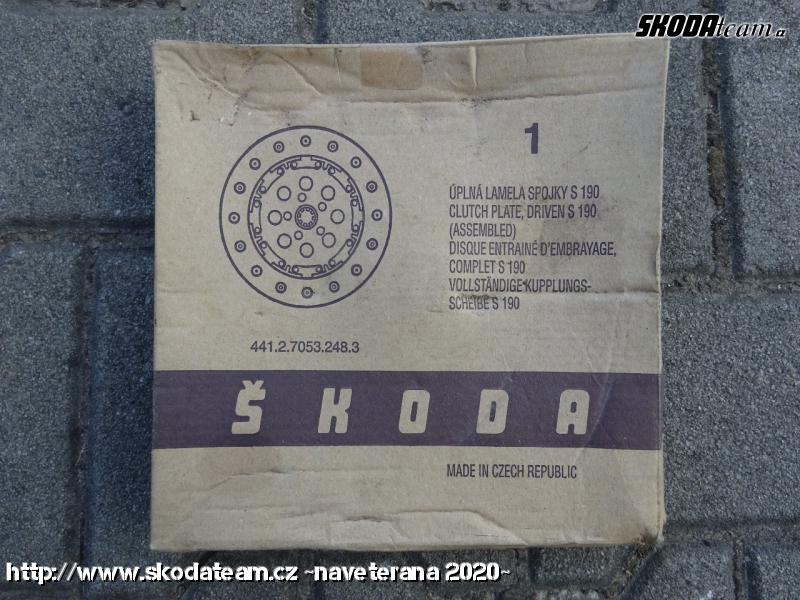 SKODAteam.cz
1
ÚPLNÁ LAMELA SPOJKY S 190
CLUTCH PLATE, DRIVEN S 190
(ASSEMBLED)
DISQUE ENTRAINÉ D'EMBRAYAGE,
COMPLET S 190
VOLLSTÄNDIGE KUPPLUNGS-
SCHEIBE S 190
441.2.7053.248.3
ŠKODA
MADE IN CZECH REPUBLIC
http://www.skodateam.cz ~naveterana 2020~